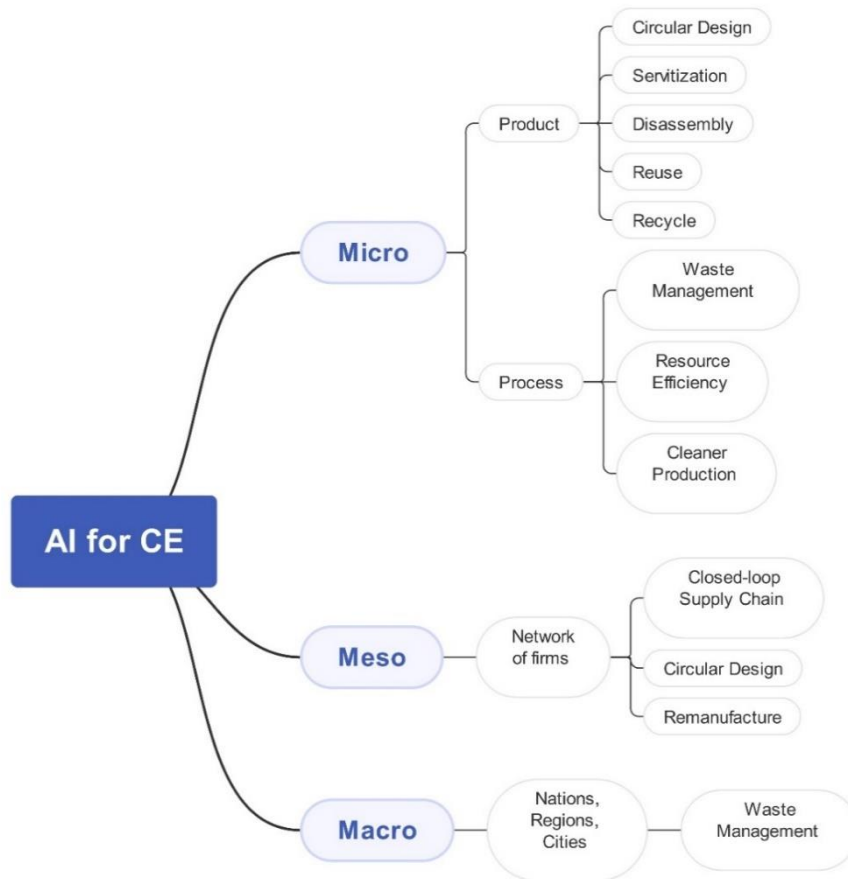 AI for CE
Micro
Product
Circular Design
Servitization
Disassembly
Reuse
Recycle
Process
Waste
Management
Resource
Efficiency
Cleaner
Production
Meso
Network
of firms
Closed-loop
Supply Chain
Circular Design
Remanufacture
Macro
Nations,
Regions,
Cities
Waste
Management